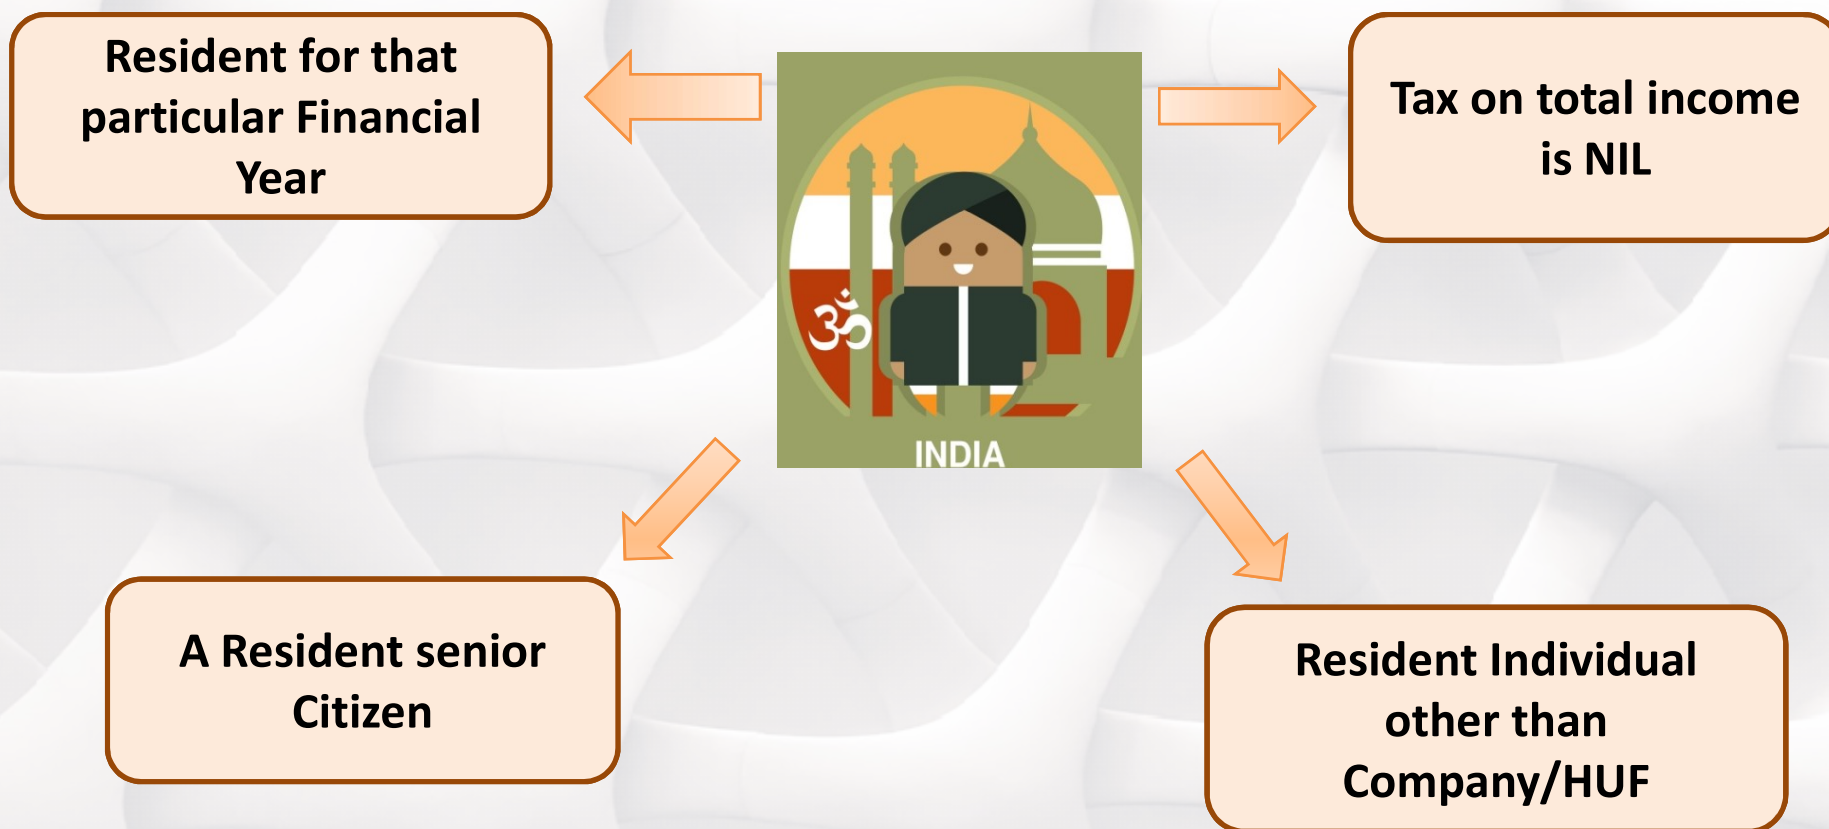 Resident for that
particular Financial
Year
Tax on total income
is NIL
ॐ
INDIA
A Resident senior
Citizen
Resident Individual
other than
Company/HUF